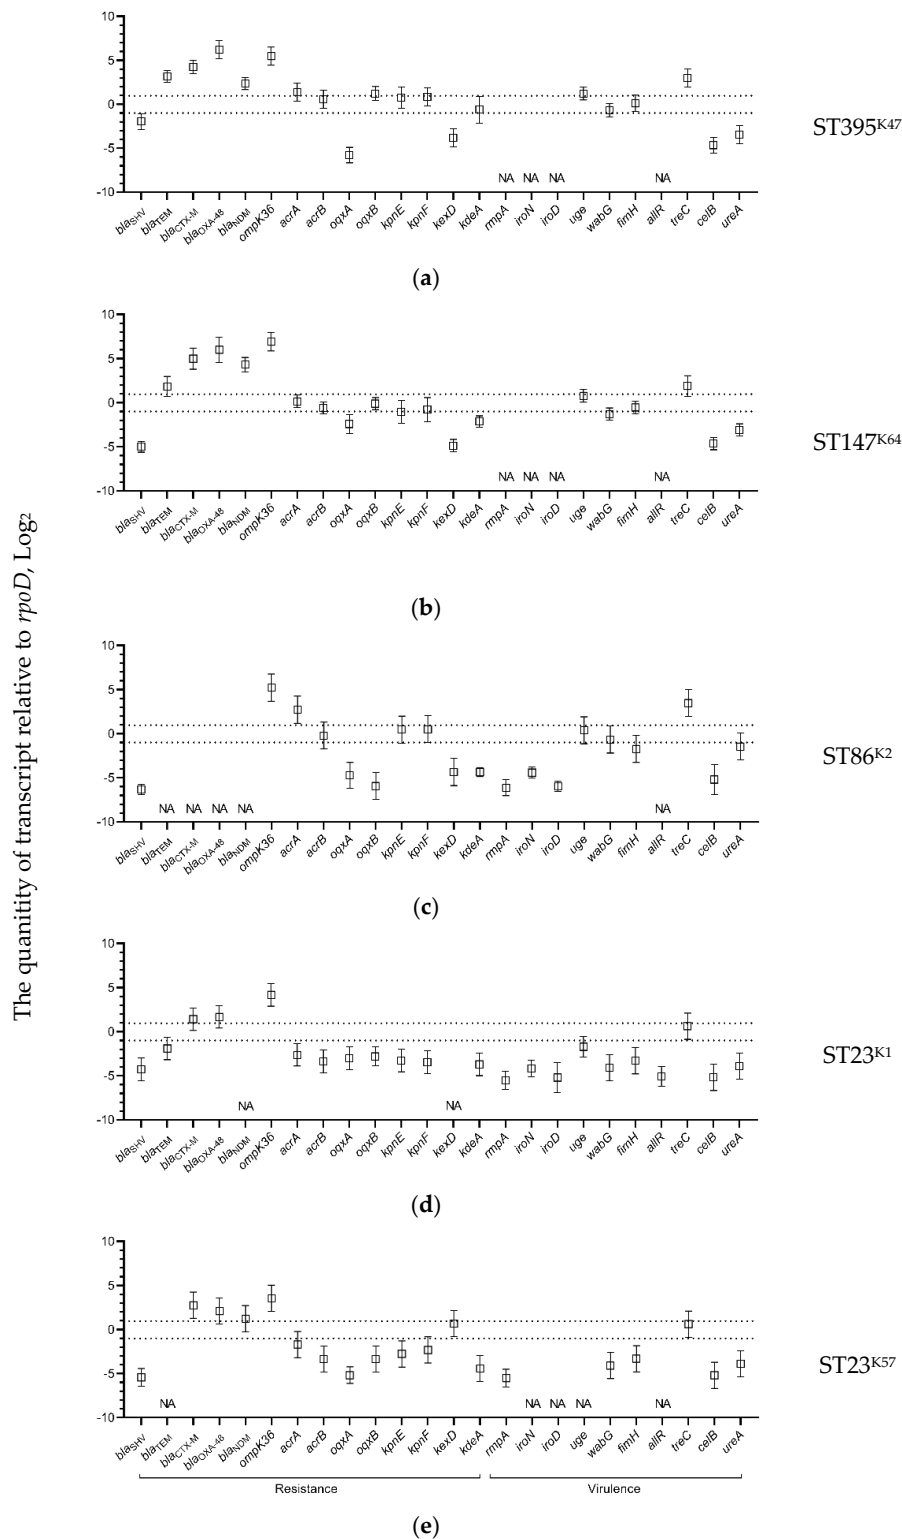 The quanitity of transcript relative to rpoD, Log2
10
5
0
-5
-10
NA NA NA NA
blaSHV blaTEM blaCTX-M blaOXA-48 blaNDM ompK36 acrA acrB oqxA oqxB kpnE kpnF kexD kdeA rmpA iroN iroD uge wabG fimH allR treC celB ureA
ST395K47
(a)
10
5
0
-5
-10
NA NA NA NA
blaSHV blaTEM blaCTX-M blaOXA-48 blaNDM ompK36 acrA acrB oqxA oqxB kpnE kpnF kexD kdeA rmpA iroN iroD uge wabG fimH allR treC celB ureA
ST147K64
(b)
10
5
0
-5
-10
NA NA NA NA NA
blaSHV blaTEM blaCTX-M blaOXA-48 blaNDM ompK36 acrA acrB oqxA oqxB kpnE kpnF kexD kdeA rmpA iroN iroD uge wabG fimH allR treC celB ureA
ST86K2
(c)
10
5
0
-5
-10
NA NA
blaSHV blaTEM blaCTX-M blaOXA-48 blaNDM ompK36 acrA acrB oqxA oqxB kpnE kpnF kexD kdeA rmpA iroN iroD uge wabG fimH allR treC celB ureA
ST23K1
(d)
10
5
0
-5
-10
NA NA NA NA NA
blaSHV blaTEM blaCTX-M blaOXA-48 blaNDM ompK36 acrA acrB oqxA oqxB kpnE kpnF kexD kdeA rmpA iroN iroD uge wabG fimH allR treC celB ureA
ST23K57
Resistance Virulence
(e)